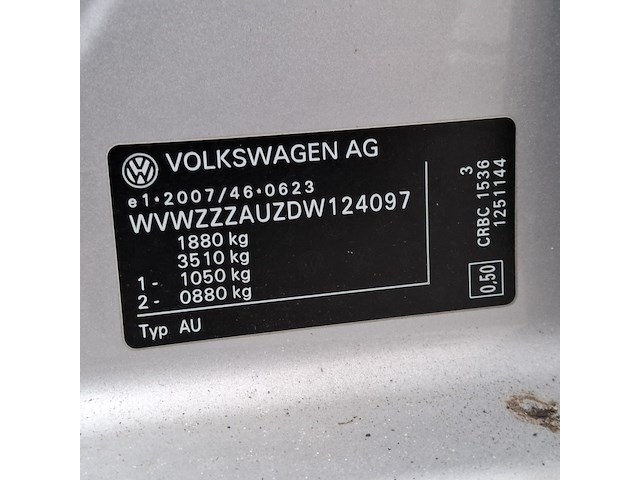 VOLKSWAGEN AG
e1*2007/46*0623
WVWZZZAUZDW124097
1880 kg
3510 kg
1- 1050 kg
2- 0880 kg
Typ AU
3
CRBC 1536
1251144
0,50